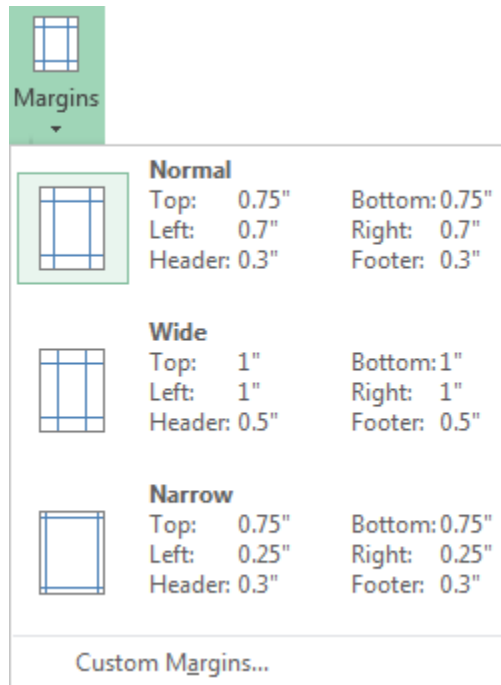 Margins
Normal
Top: 0.75" Bottom: 0.75"
Left: 0.7" Right: 0.7"
Header: 0.3" Footer: 0.3"
Wide
Top: 1" Bottom: 1"
Left: 1" Right: 1"
Header: 0.5" Footer: 0.5"
Narrow
Top: 0.75" Bottom: 0.75"
Left: 0.25" Right: 0.25"
Header: 0.3" Footer: 0.3"
Custom Margins...